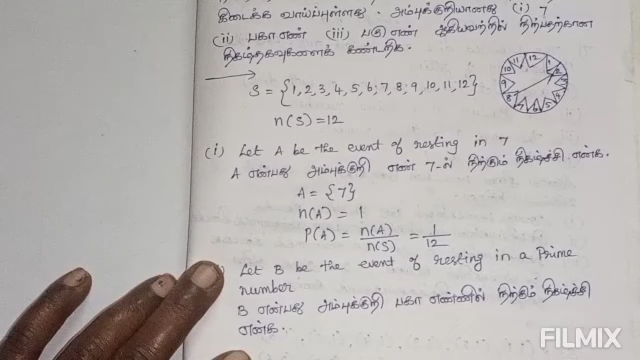 கிடைக்க வாய்ப்புள்ளது. அம்புக்குறியானது (i) 7
(ii) பகா எண் (iii) பகு எண் ஆகியவற்றில் நிற்பதற்கான
நிகழ்தகவுகளைக் கண்டறிக.
S = {1,2,3,4,5,6,7,8,9,10,11,12}
n(S) = 12
(i) Let A be the event of resting in 7
A என்பது அம்புக்குறி எண் 7-ல் நிற்கும் நிகழ்ச்சி என்க.
A = {7}
n(A) = 1
P(A) = n(A)/n(S) = 1/12
Let B be the event of resting in a Prime
number
B என்பது அம்புக்குறி பகா எண்ணில் நிற்கும் நிகழ்ச்சி
என்க.
FILMIX